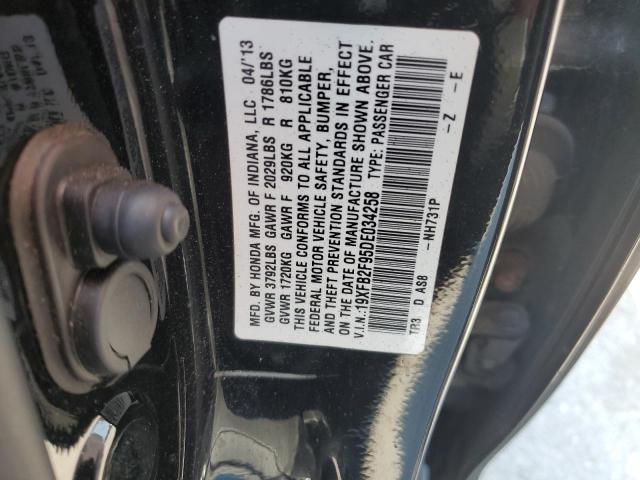 MFD. BY HONDA MFG. OF INDIANA, LLC 04/'13
GVWR 3792LBS GAWR F 2029LBS R 1786LBS
GVWR 1720KG GAWR F 920KG R 810KG
THIS VEHICLE CONFORMS TO ALL APPLICABLE
FEDERAL MOTOR VEHICLE SAFETY, BUMPER,
AND THEFT PREVENTION STANDARDS IN EFFECT
ON THE DATE OF MANUFACTURE SHOWN ABOVE.
V.I.N.:19XFB2F95DE034258 TYPE: PASSENGER CAR
TR3 D AS8 -NH731P -Z -E